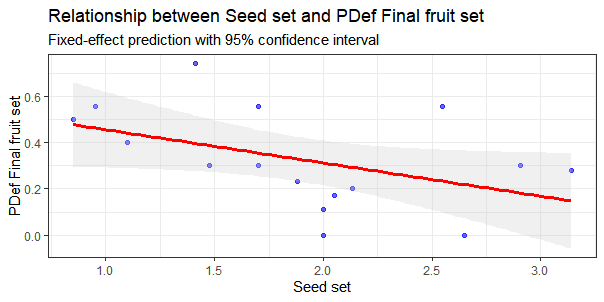 Relationship between Seed set and PDef Final fruit set
Fixed-effect prediction with 95% confidence interval
PDef Final fruit set
0.6
0.4
0.2
0.0
1.0 1.5 2.0 2.5 3.0
Seed set